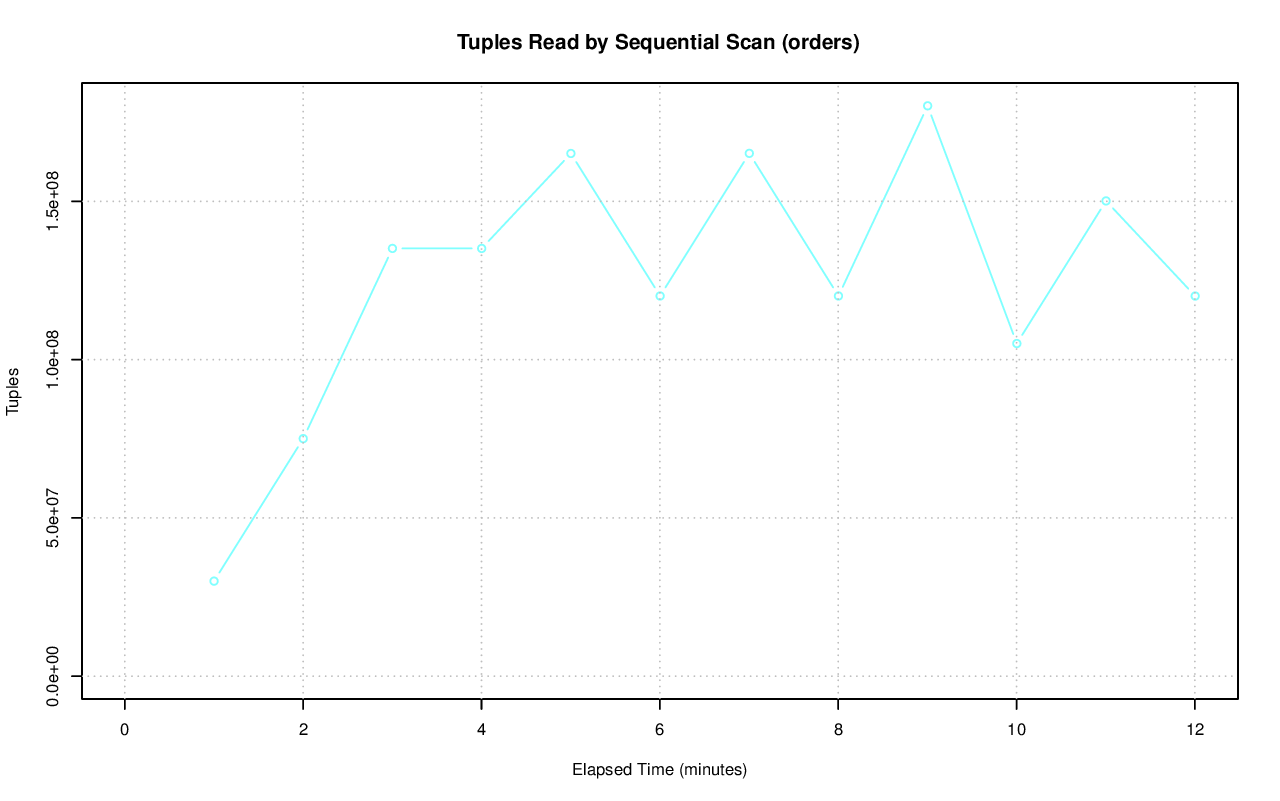 Tuples Read by Sequential Scan (orders)
Tuples
1.5e+08
1.0e+08
5.0e+07
0.0e+00
0 2 4 6 8 10 12
Elapsed Time (minutes)